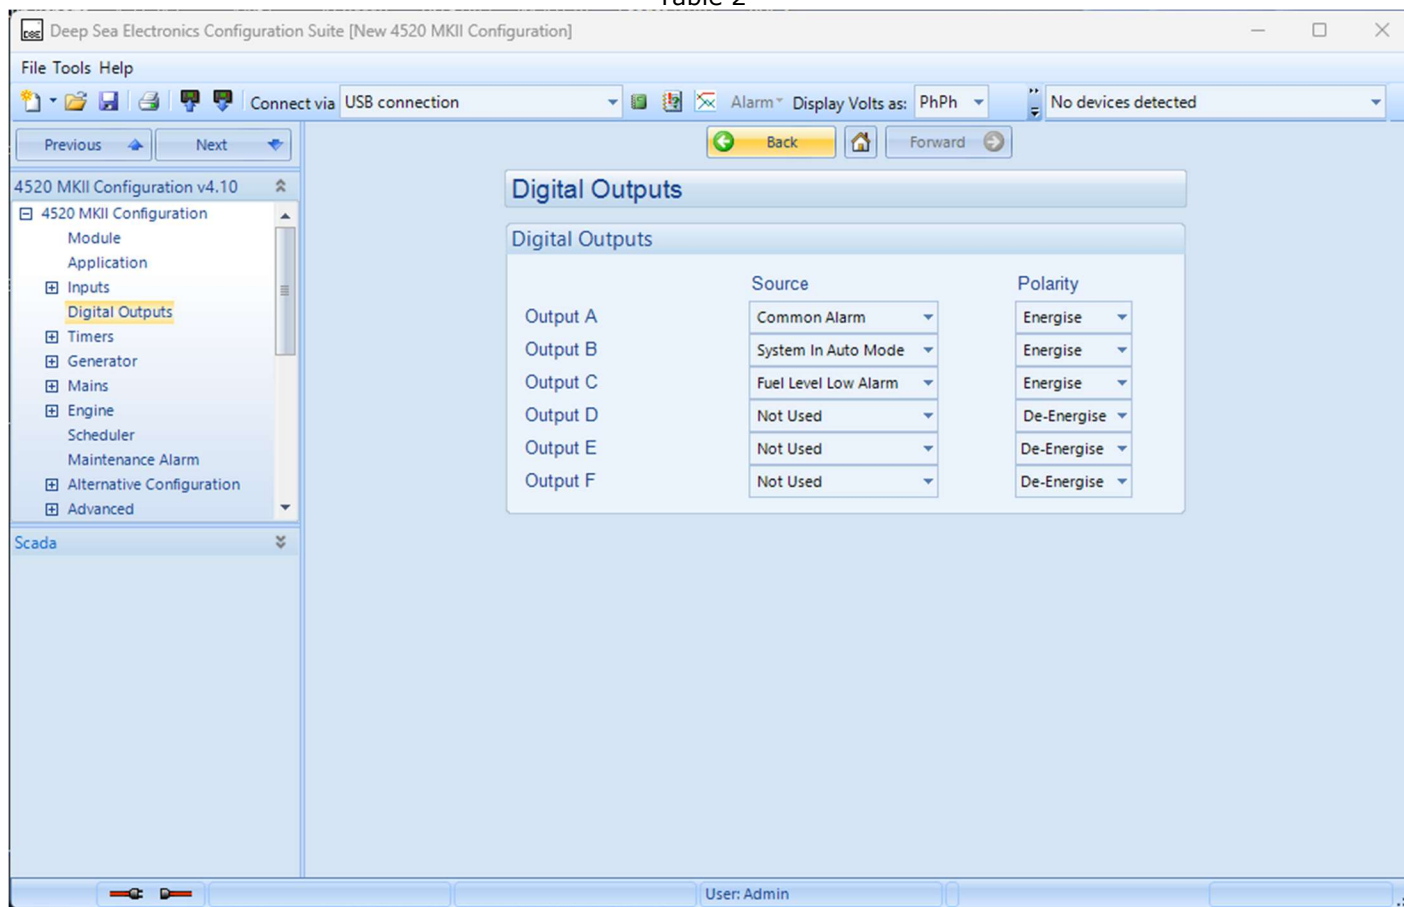 Table 2
DSE Deep Sea Electronics Configuration Suite [New 4520 MKII Configuration]
File Tools Help
Connect via USB connection Alarm Display Volts as: PhPh No devices detected
Previous Next
Back Forward
4520 MKII Configuration v4.10
4520 MKII Configuration
Module
Application
Inputs
Digital Outputs
Timers
Generator
Mains
Engine
Scheduler
Maintenance Alarm
Alternative Configuration
Advanced
Scada
Digital Outputs
Digital Outputs
Source Polarity
Output A Common Alarm Energise
Output B System In Auto Mode Energise
Output C Fuel Level Low Alarm Energise
Output D Not Used De-Energise
Output E Not Used De-Energise
Output F Not Used De-Energise
User: Admin